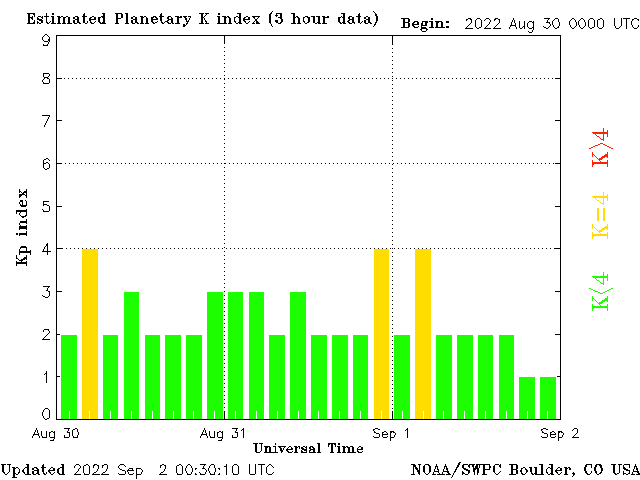 Estimated Planetary K index (3 hour data)
Begin: 2022 Aug 30 0000 UTC
9
8
7
6
5
4
3
2
1
0
Kp index
K>4
K=4
K<4
Aug 30
Aug 31
Sep 1
Sep 2
Universal Time
Updated 2022 Sep 2 00:30:10 UTC
NOAA/SWPC Boulder, CO USA